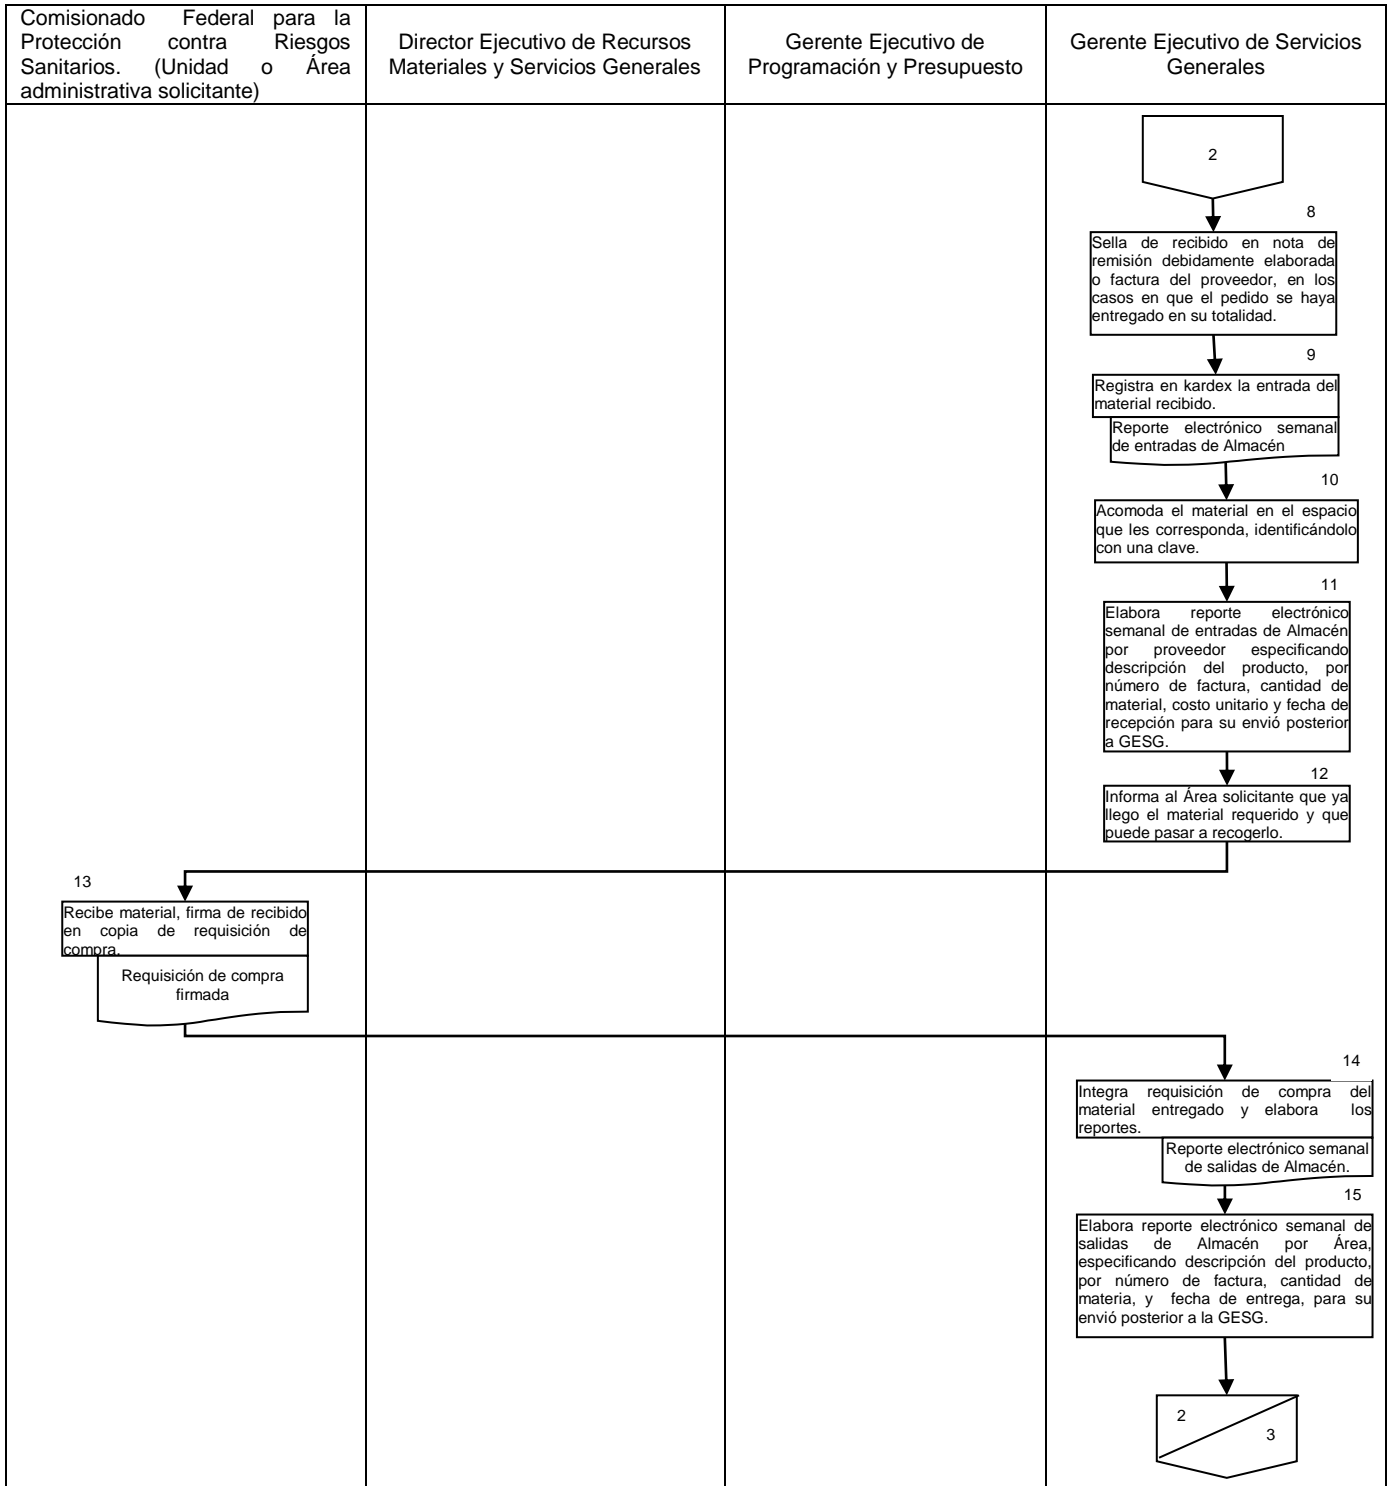 Comisionado Federal para la
Protección contra Riesgos
Sanitarios. (Unidad o Área
administrativa solicitante)
Director Ejecutivo de Recursos
Materiales y Servicios Generales
Gerente Ejecutivo de
Programación y Presupuesto
Gerente Ejecutivo de Servicios
Generales
2
8
Sella de recibido en nota de
remisión debidamente elaborada
o factura del proveedor, en los
casos en que el pedido se haya
entregado en su totalidad.
9
Registra en kardex la entrada del
material recibido.
Reporte electrónico semanal
de entradas de Almacén
10
Acomoda el material en el espacio
que les corresponda, identificándolo
con una clave.
11
Elabora reporte electrónico
semanal de entradas de Almacén
por proveedor especificando
descripción del producto, por
número de factura, cantidad de
material, costo unitario y fecha de
recepción para su envió posterior
a GESG.
12
Informa al Área solicitante que ya
llego el material requerido y que
puede pasar a recogerlo.
13
Recibe material, firma de recibido
en copia de requisición de
compra.
Requisición de compra
firmada
14
Integra requisición de compra del
material entregado y elabora los
reportes.
Reporte electrónico semanal
de salidas de Almacén.
15
Elabora reporte electrónico semanal de
salidas de Almacén por Área,
especificando descripción del producto,
por número de factura, cantidad de
materia, y fecha de entrega, para su
envió posterior a la GESG.
2
3